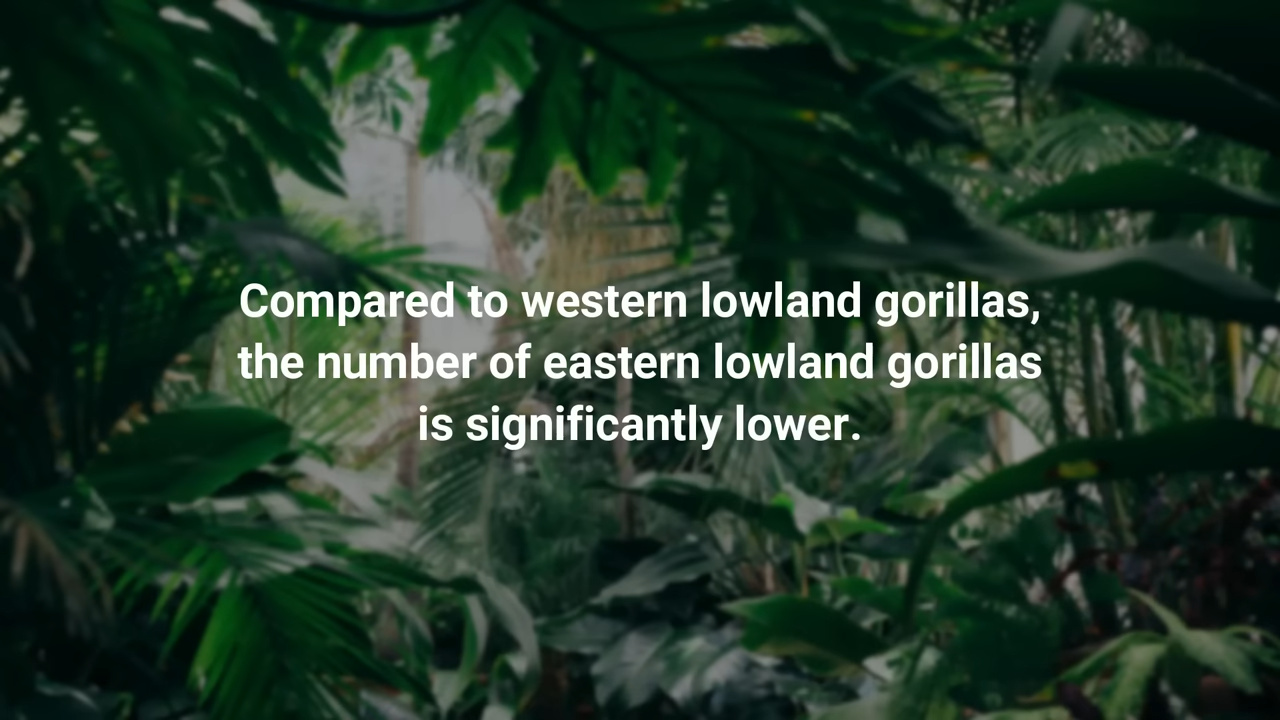 Compared to western lowland gorillas,
the number of eastern lowland gorillas
is significantly lower.